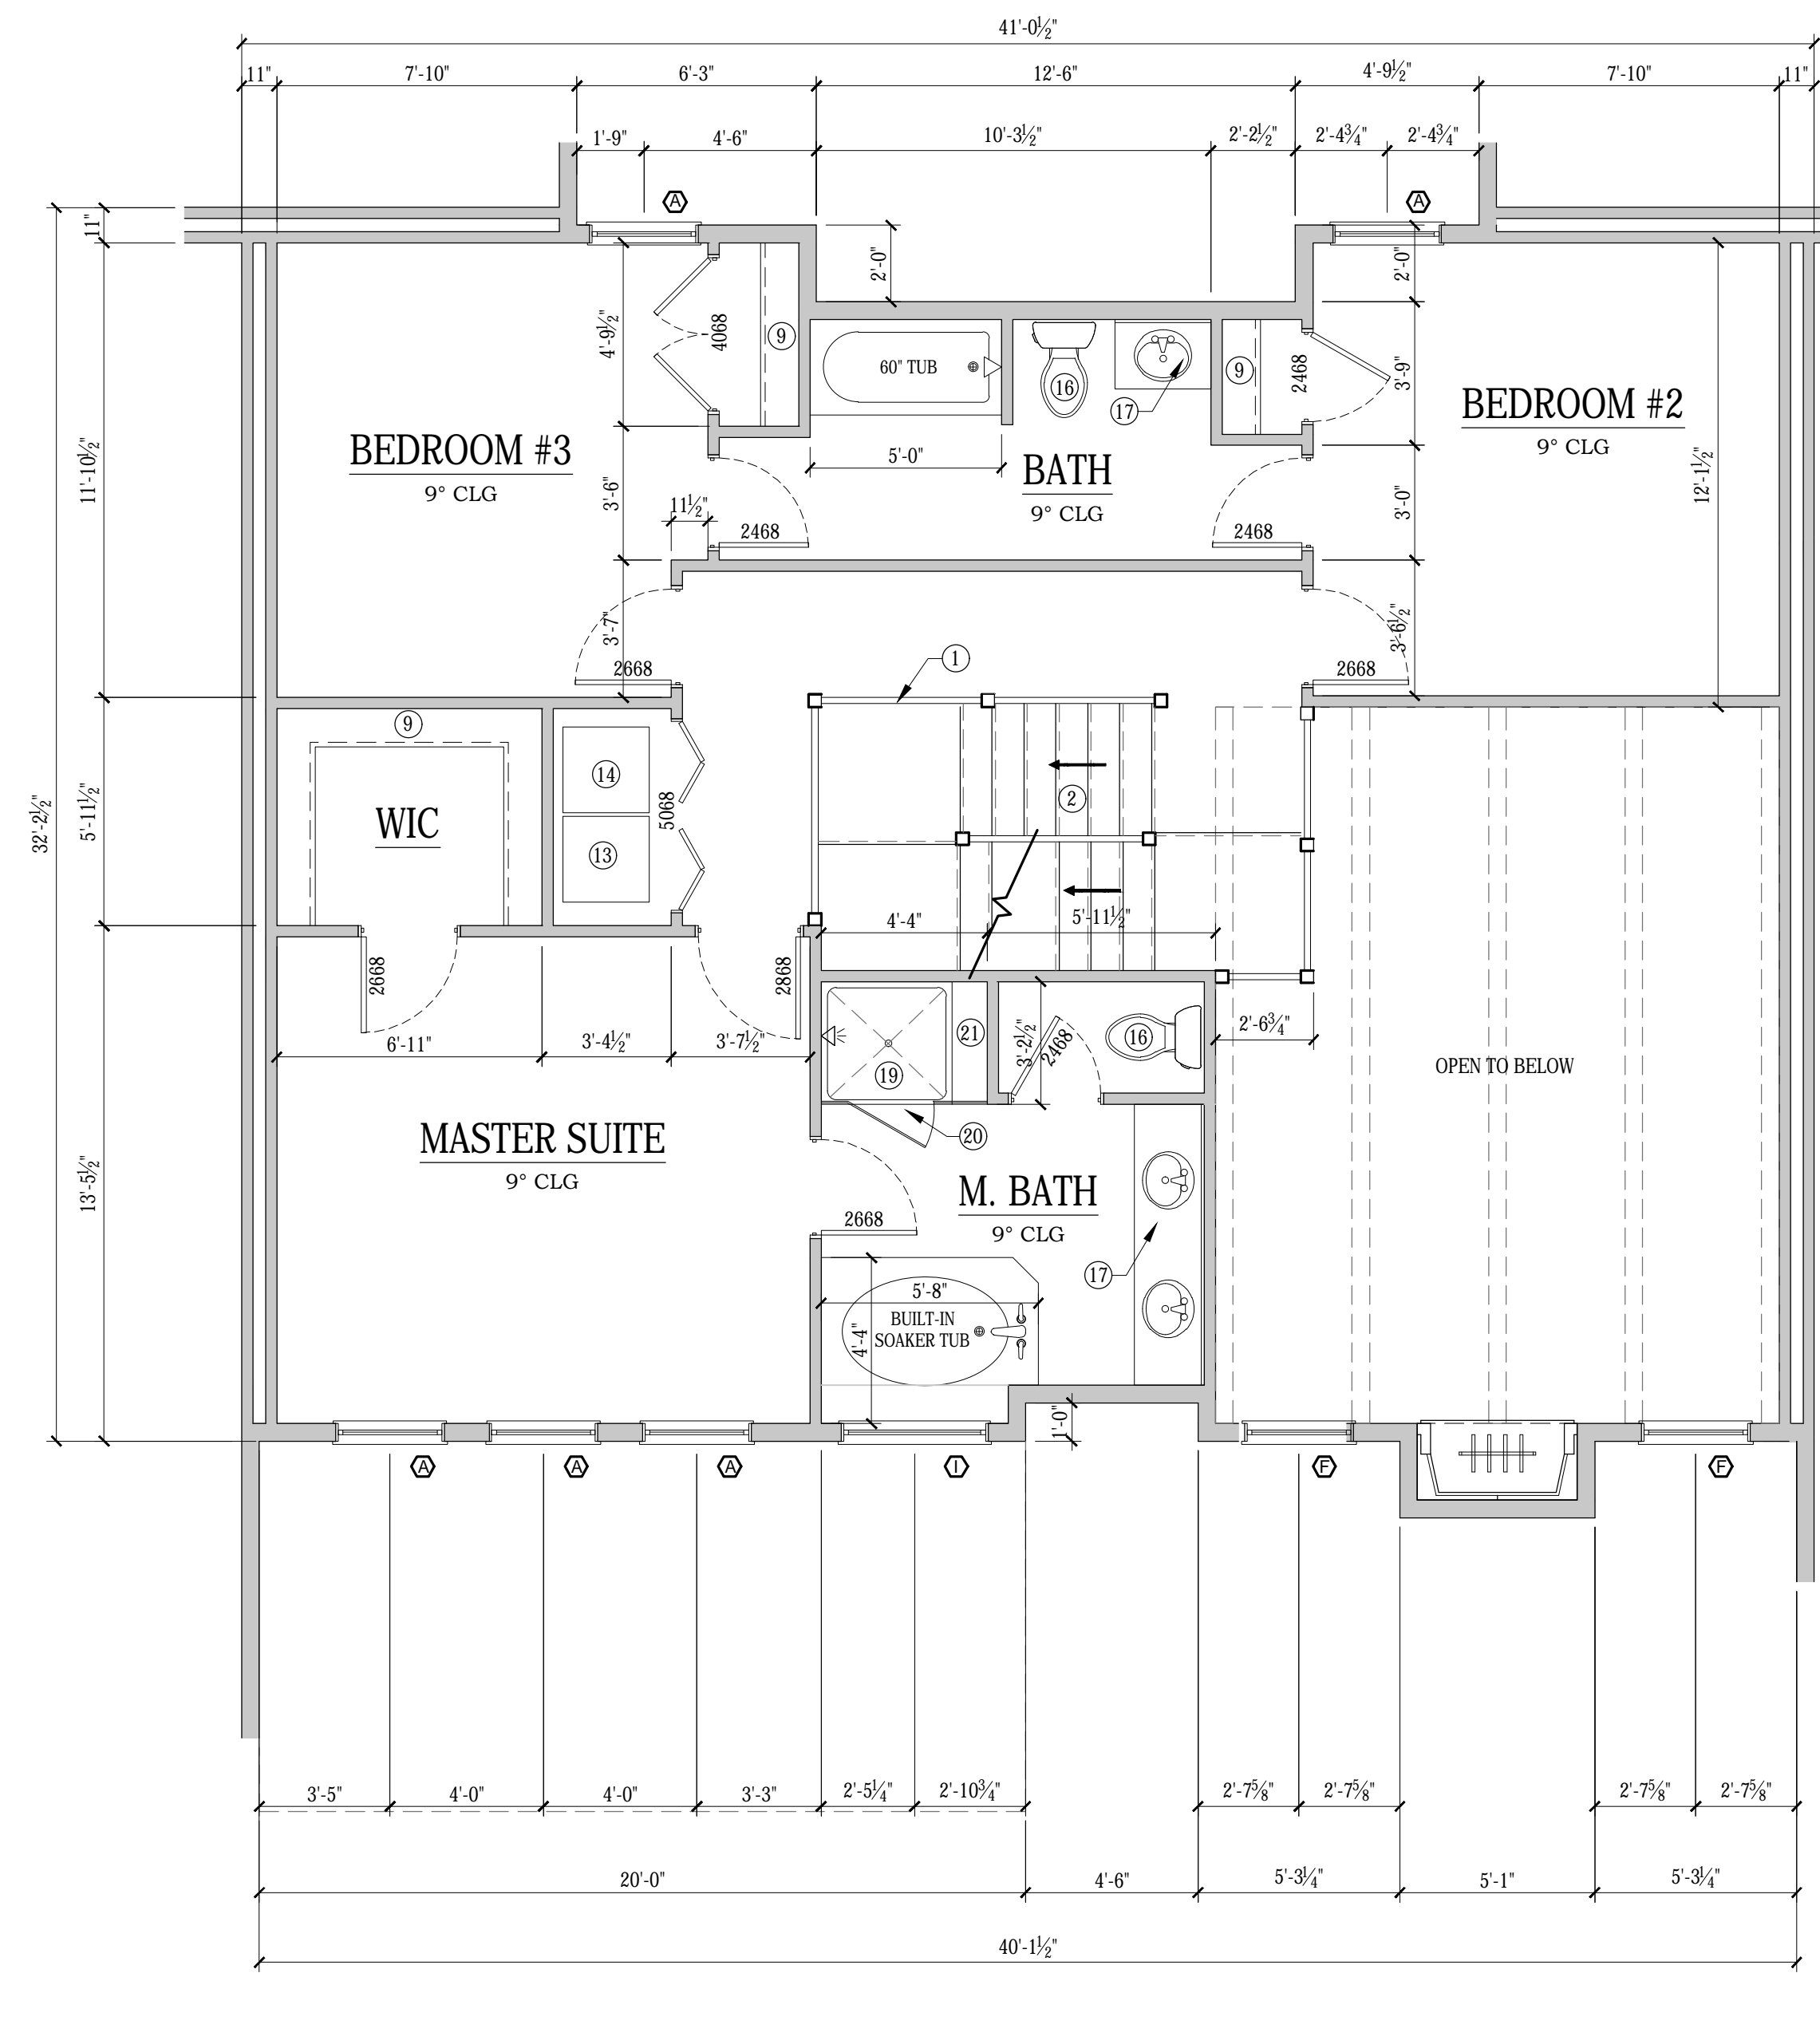 41'-0½"
11" 7'-10" 6'-3" 12'-6" 4'-9½" 7'-10" 11"
1'-9" 4'-6" 10'-3½" 2'-2½" 2'-4¾" 2'-4¾"
A A
11"
2'-0" 2'-0"
4'-9½" 4068 9 60" TUB 16 17 9 2468 3'-9"
BEDROOM #3
9° CLG
BEDROOM #2
9° CLG
5'-0"
BATH
9° CLG
11'-10½" 3'-6" 3'-0" 12'-1½"
11½"
2468 2468
3'-7" 3'-6½"
2668 1 2668
9
14 2
WIC
5068
13
32'-2½" 5'-11½"
4'-4" 5'-11½"
2668 2868
6'-11" 3'-4½" 3'-7½"
21 3'-2½" 2468 16 2'-6¾"
19
OPEN TO BELOW
20
MASTER SUITE
9° CLG
M. BATH
9° CLG
13'-5½"
2668
17
5'-8"
BUILT-IN
SOAKER TUB
4'-4"
1'-0"
A A A I F F
3'-5" 4'-0" 4'-0" 3'-3" 2'-5¼" 2'-10¾" 2'-7⅝" 2'-7⅝" 2'-7⅝" 2'-7⅝"
20'-0" 4'-6" 5'-3¼" 5'-1" 5'-3¼"
40'-1½"